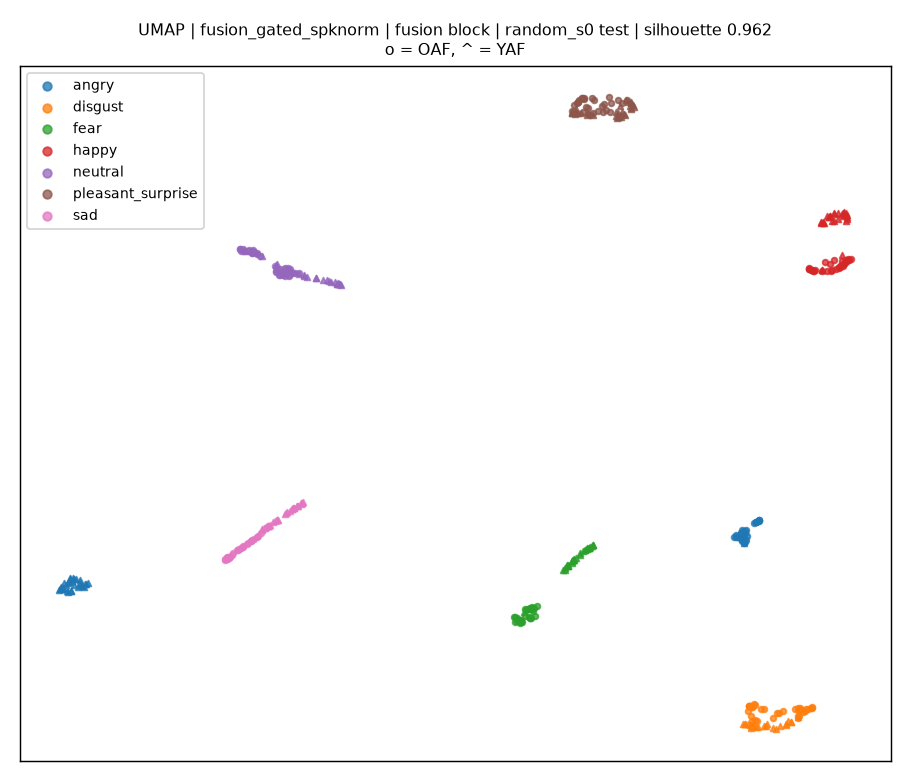 UMAP | fusion_gated_spknorm | fusion block | random_s0 test | silhouette 0.962
o = OAF, ^ = YAF
angry
disgust
fear
happy
neutral
pleasant_surprise
sad